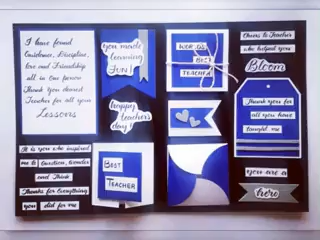 I have found
Guidance, Discipline,
love and Friendship
all in one person
Thank You dearest
Teacher for all your
Lessons
It is you who inspired
me to Question, Wonder
and Think
Thanks for Everything
you did for me
you made
learning
FUN!
happy
teachers
day!
BEST
TEACHER
WORLD'S
BEST
TEACHER
Cheers to Teacher
who helped you
Bloom
Thank you for
all you have
taught me
you are a
hero